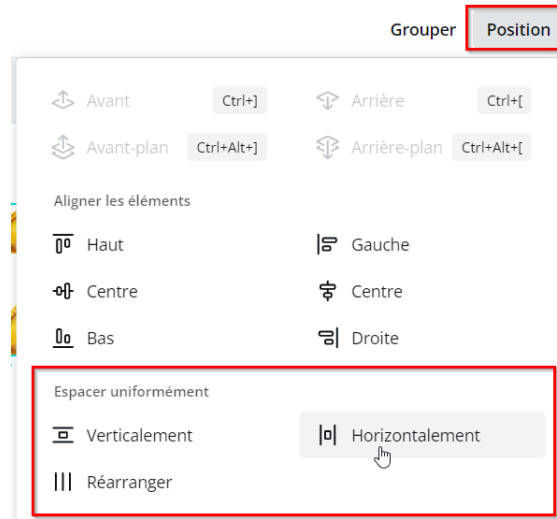 Grouper Position
Avant Ctrl+] Arrière Ctrl+[
Avant-plan Ctrl+Alt+] Arrière-plan Ctrl+Alt+[
Aligner les éléments
Haut Gauche
Centre Centre
Bas Droite
Espacer uniformément
Verticalement Horizontalement
Réarranger